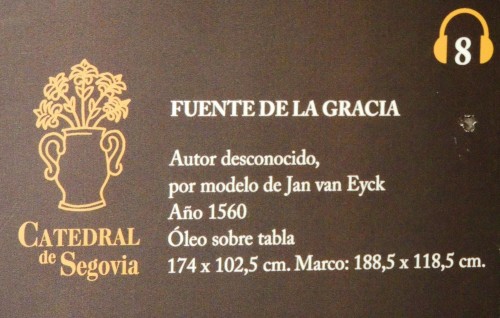 8
FUENTE DE LA GRACIA
Autor desconocido,
por modelo de Jan van Eyck
Año 1560
Óleo sobre tabla
174 x 102,5 cm. Marco: 188,5 x 118,5 cm.
CATEDRAL
de Segovia